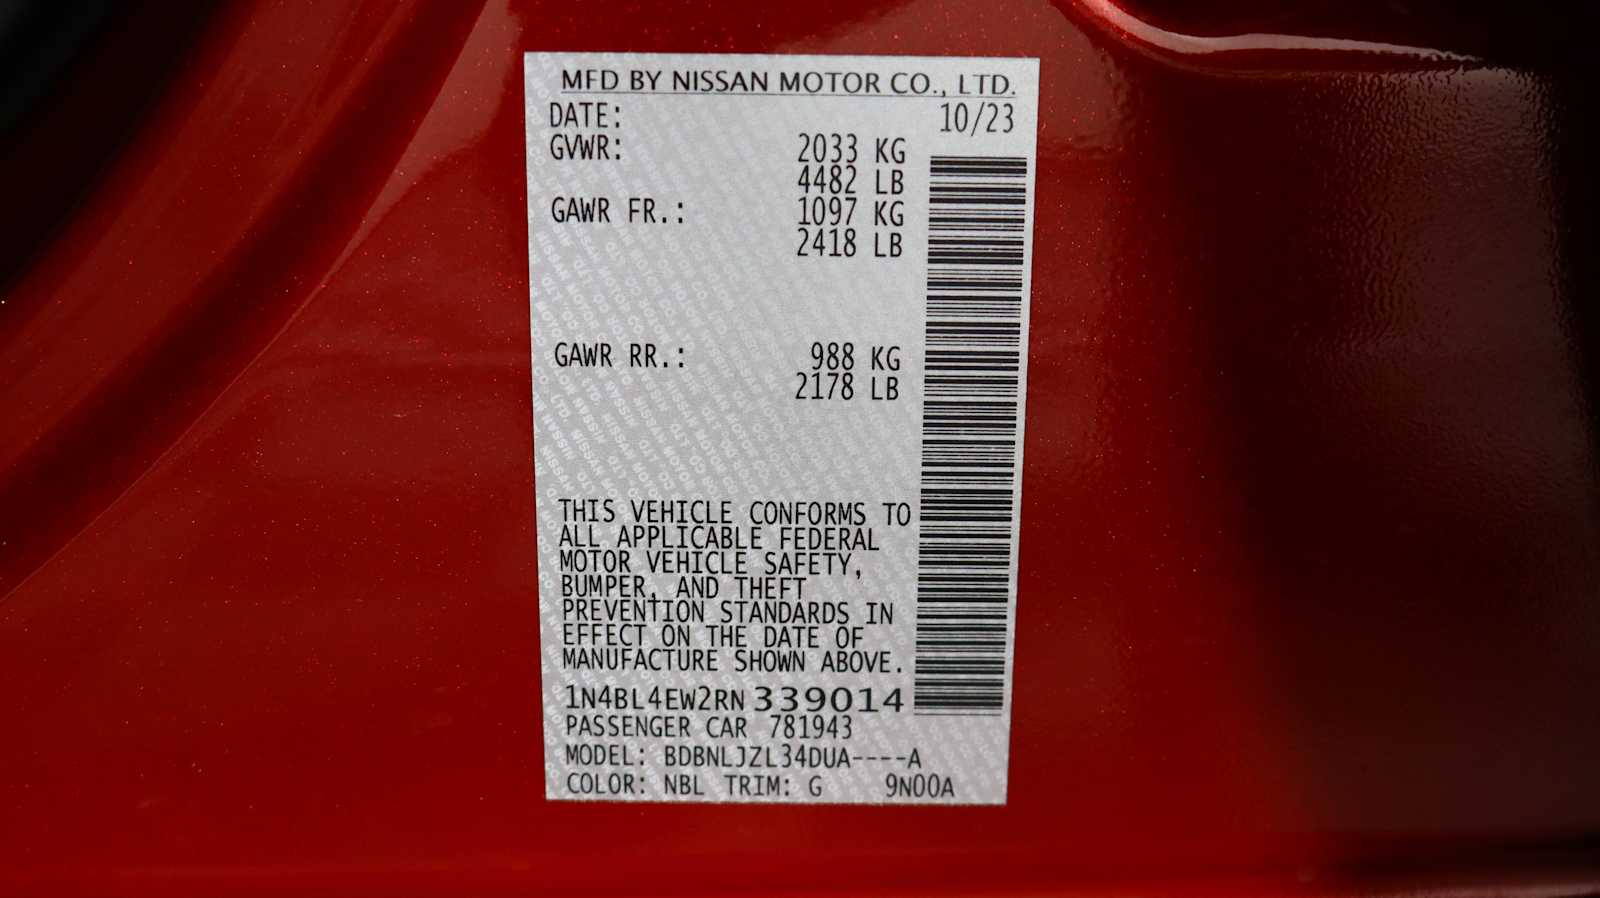 MFD BY NISSAN MOTOR CO., LTD.
DATE: 10/23
GVWR: 2033 KG
4482 LB
GAWR FR.: 1097 KG
2418 LB
GAWR RR.: 988 KG
2178 LB
THIS VEHICLE CONFORMS TO
ALL APPLICABLE FEDERAL
MOTOR VEHICLE SAFETY,
BUMPER, AND THEFT
PREVENTION STANDARDS IN
EFFECT ON THE DATE OF
MANUFACTURE SHOWN ABOVE.
1N4BL4EW2RN339014
PASSENGER CAR 781943
MODEL: BDBNLJZL34DUA----A
COLOR: NBL TRIM: G 9N00A